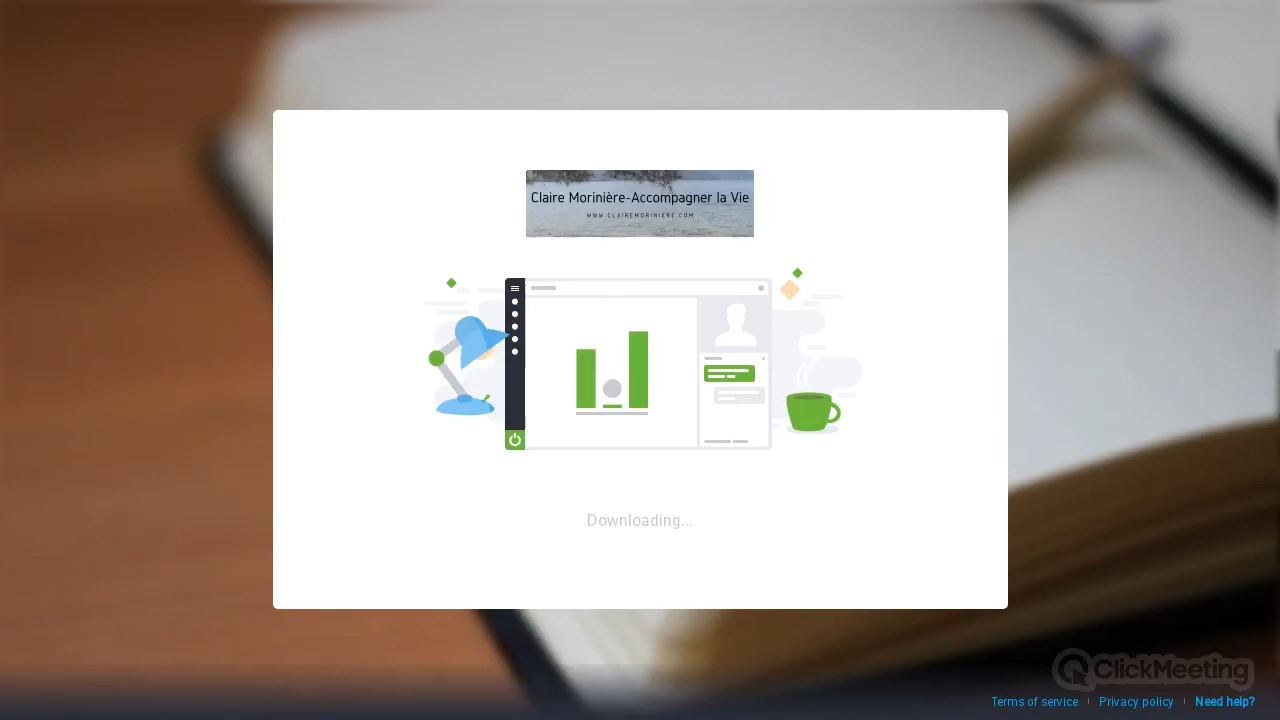 Claire Morinière-Accompagner la Vie
WWW.CLAIREMORINIERE.COM
Downloading...
ClickMeeting
Terms of service
Privacy policy
Need help?